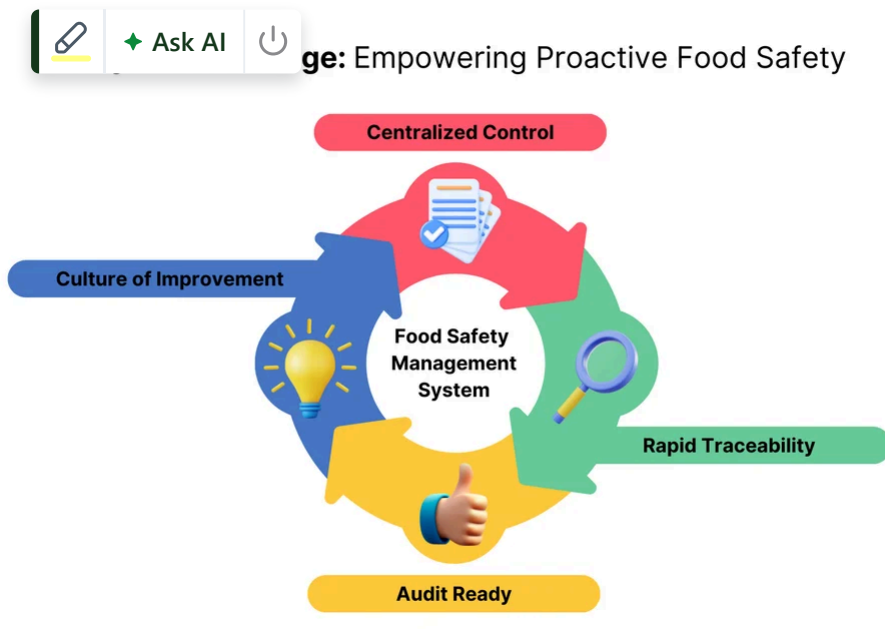 Ask AI
ge: Empowering Proactive Food Safety
Centralized Control
Culture of Improvement
Food Safety
Management
System
Rapid Traceability
Audit Ready